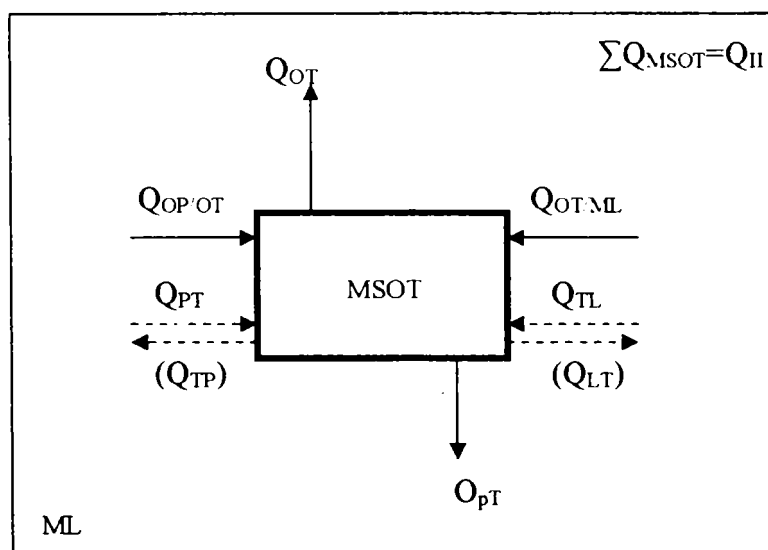 ∑Q_MSOT=Q_II
Q_OT
Q_OP/OT
Q_OT/ML
MSOT
Q_PT
Q_TL
(Q_TP)
(Q_LT)
O_pT
ML